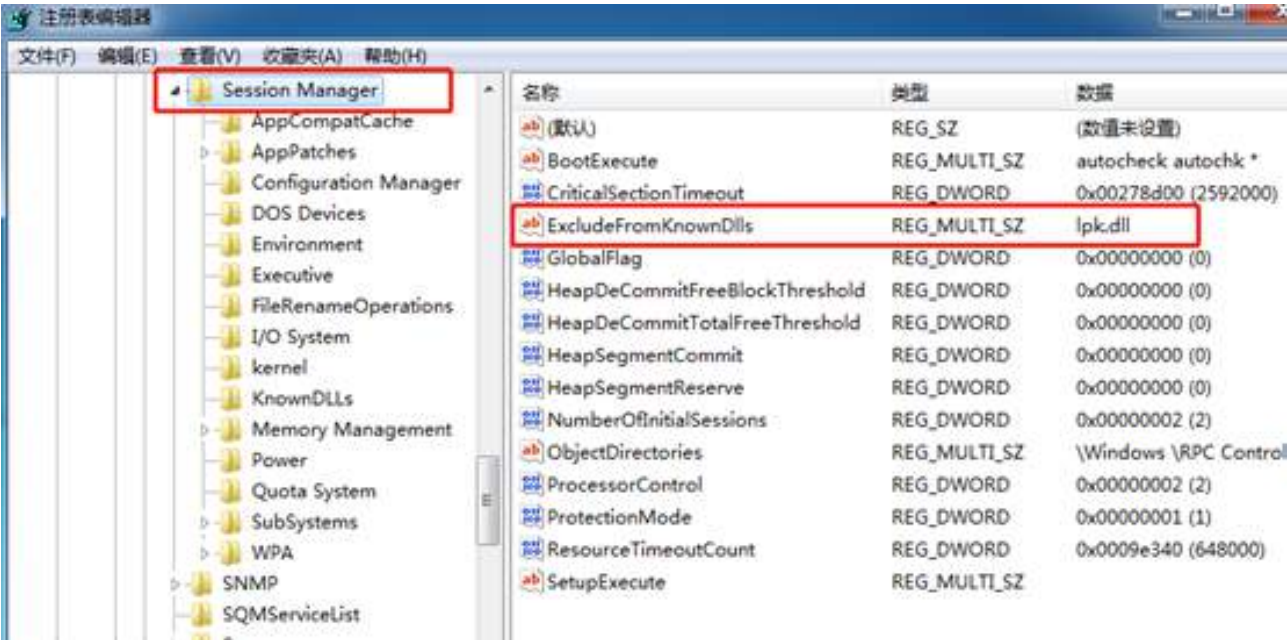 注册表编辑器
文件(F) 编辑(E) 查看(V) 收藏夹(A) 帮助(H)
Session Manager
AppCompatCache
AppPatches
Configuration Manager
DOS Devices
Environment
Executive
FileRenameOperations
I/O System
kernel
KnownDLLs
Memory Management
Power
Quota System
SubSystems
WPA
SNMP
SQMServiceList
名称 类型 数据
(默认) REG_SZ (数值未设置)
BootExecute REG_MULTI_SZ autocheck autochk *
CriticalSectionTimeout REG_DWORD 0x00278d00 (2592000)
ExcludeFromKnownDlls REG_MULTI_SZ lpk.dll
GlobalFlag REG_DWORD 0x00000000 (0)
HeapDeCommitFreeBlockThreshold REG_DWORD 0x00000000 (0)
HeapDeCommitTotalFreeThreshold REG_DWORD 0x00000000 (0)
HeapSegmentCommit REG_DWORD 0x00000000 (0)
HeapSegmentReserve REG_DWORD 0x00000000 (0)
NumberOfInitialSessions REG_DWORD 0x00000002 (2)
ObjectDirectories REG_MULTI_SZ \Windows \RPC Control
ProcessorControl REG_DWORD 0x00000002 (2)
ProtectionMode REG_DWORD 0x00000001 (1)
ResourceTimeoutCount REG_DWORD 0x0009e340 (648000)
SetupExecute REG_MULTI_SZ